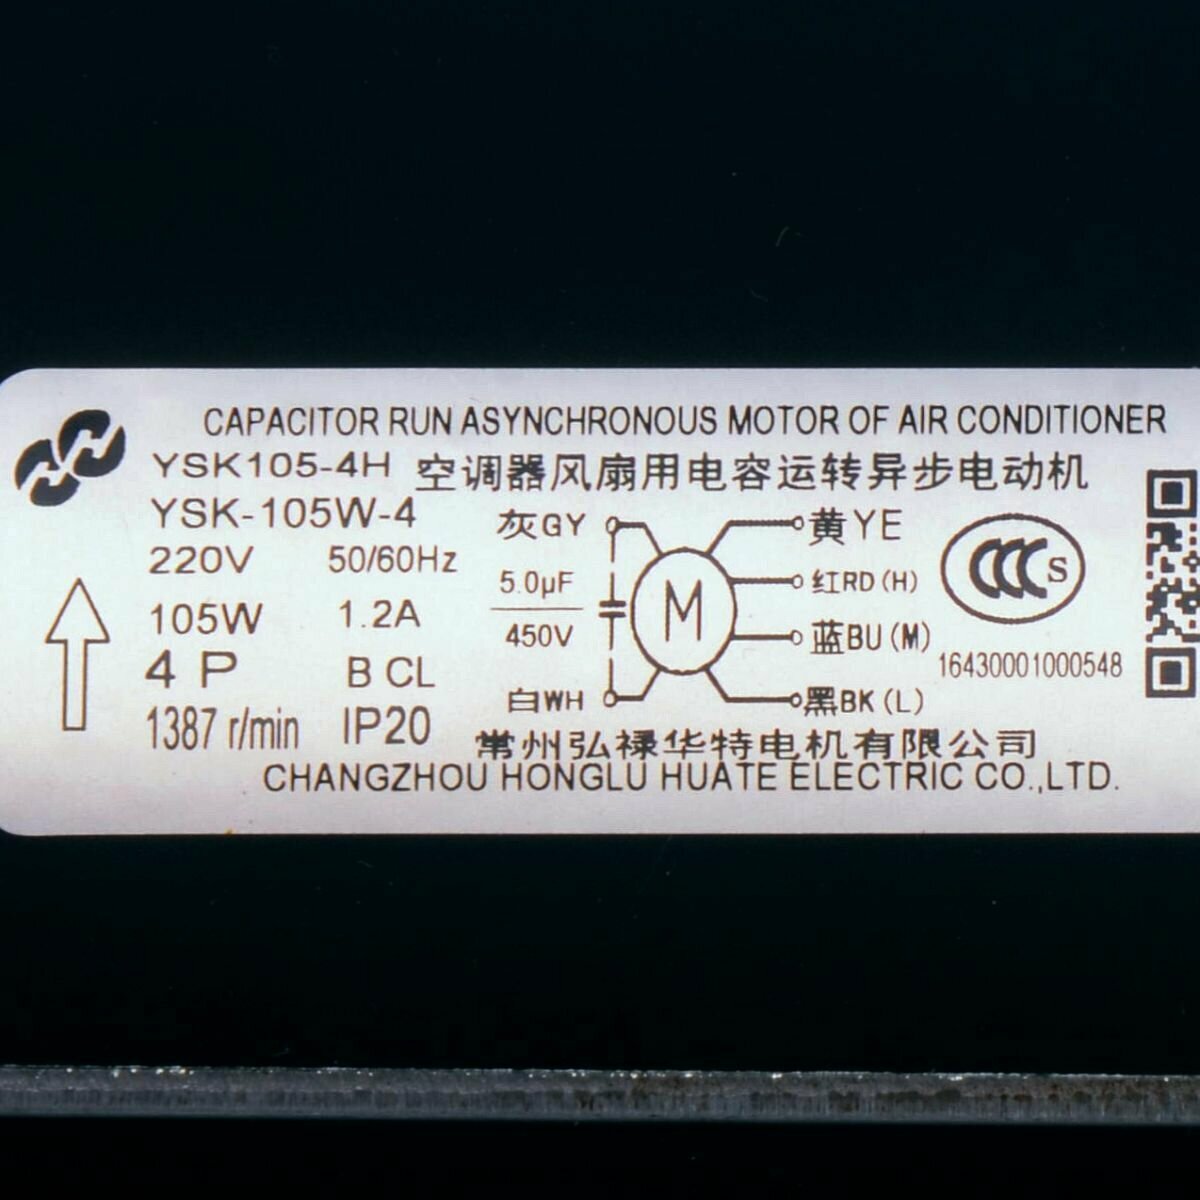 CAPACITOR RUN ASYNCHRONOUS MOTOR OF AIR CONDITIONER
YSK105-4H 空调器风扇用电容运转异步电动机
YSK-105W-4
220V 50/60Hz
105W 1.2A
4 P B CL
1387 r/min IP20
灰GY
5.0μF
450V
白WH
M
黄YE
红RD(H)
蓝BU(M)
黑BK(L)
CCC S
16430001000548
常州弘禄华特电机有限公司
CHANGZHOU HONGLU HUATE ELECTRIC CO.,LTD.